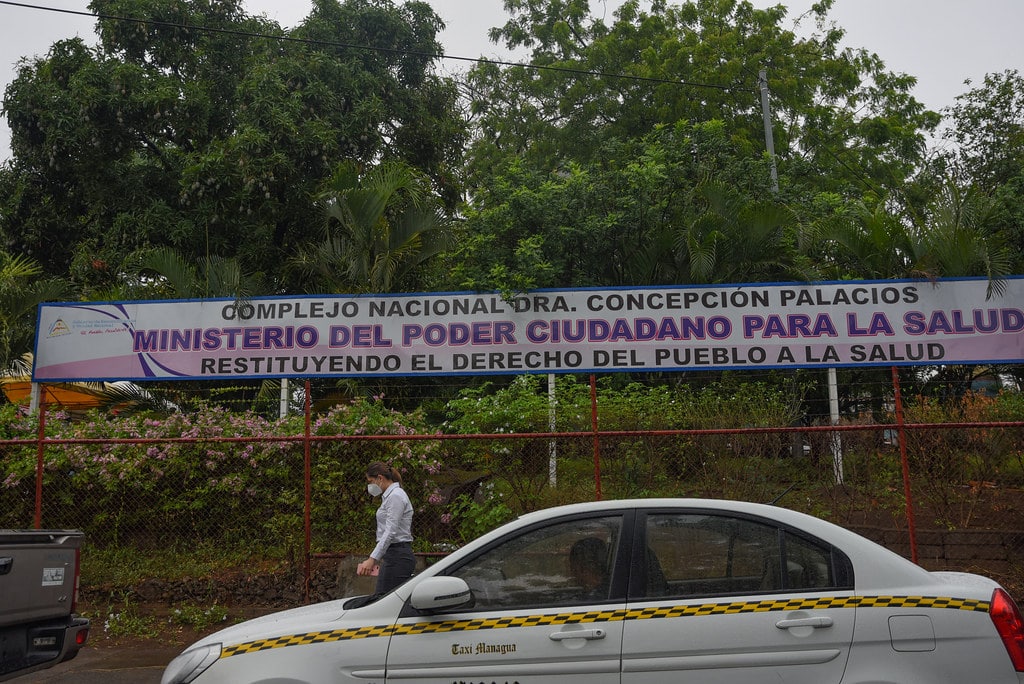 COMPLEJO NACIONAL DRA. CONCEPCIÓN PALACIOS
MINISTERIO DEL PODER CIUDADANO PARA LA SALUD
RESTITUYENDO EL DERECHO DEL PUEBLO A LA SALUD
Taxi Managua